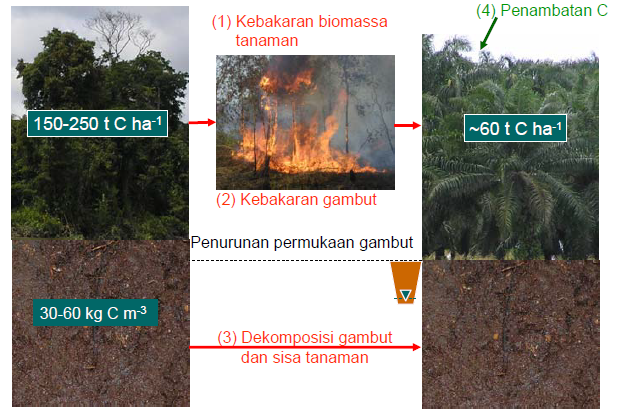 (4) Penambatan C
(1) Kebakaran biomassa
tanaman
150-250 t C ha-1
~60 t C ha-1
(2) Kebakaran gambut
Penurunan permukaan gambut
30-60 kg C m-3
(3) Dekomposisi gambut
dan sisa tanaman